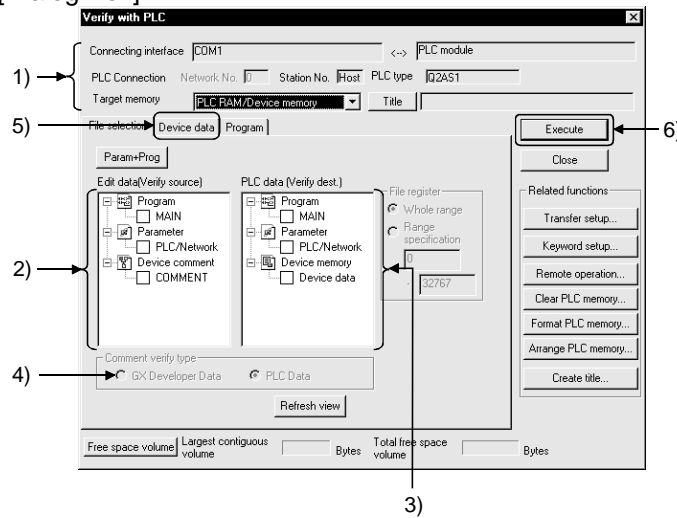 Verify with PLC
1)
Connecting interface COM1 <--> PLC module
PLC Connection Network No. 0 Station No. Host PLC type Q2AS1
Target memory PLC RAM/Device memory Title
5)
File selection Device data Program
Execute
6)
Param+Prog
Close
Edit data(Verify source) PLC data (Verify dest.)
File register
Related functions
Program Program
Whole range
MAIN MAIN
Transfer setup...
Parameter Parameter
Range
specification
PLC/Network PLC/Network
Keyword setup...
2)
Device comment Device memory
0
Remote operation...
COMMENT Device data
- 32767
Clear PLC memory...
Format PLC memory...
Arrange PLC memory...
Comment verify type
4)
GX Developer Data PLC Data
Create title...
Refresh view
Free space volume Largest contiguous
volume Bytes Total free space
volume Bytes
3)